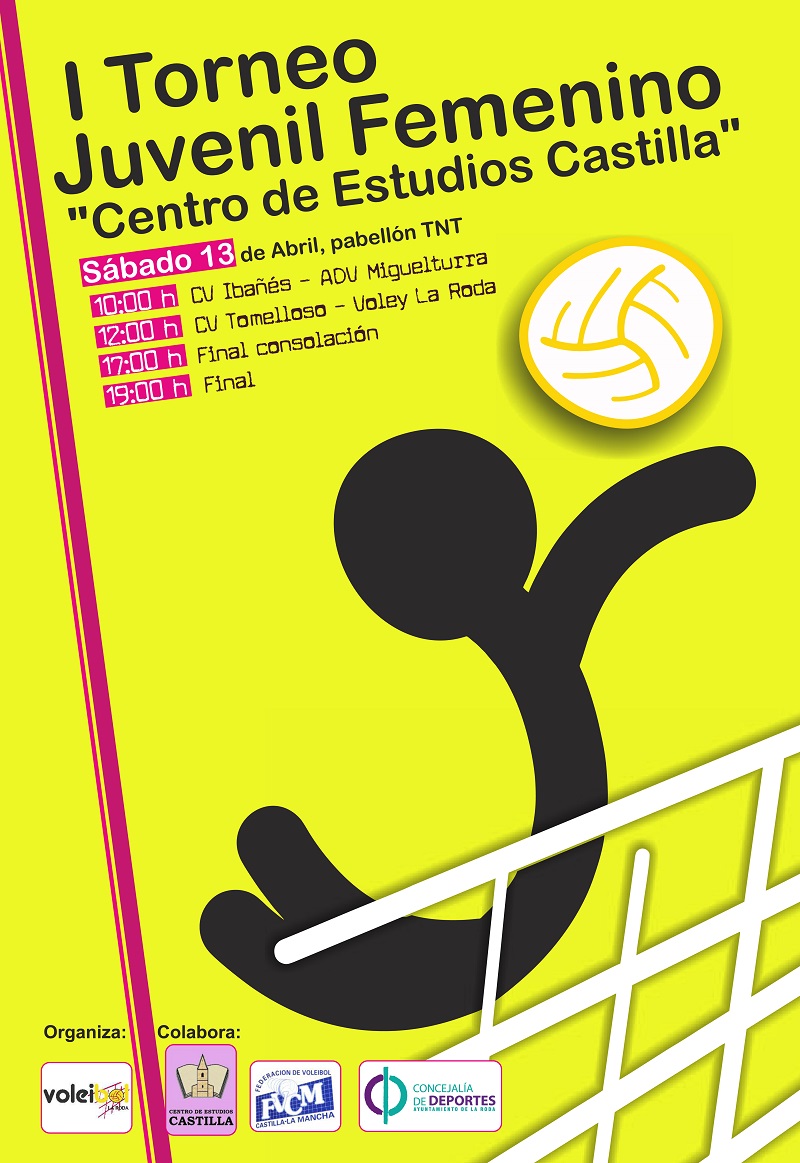 I Torneo
Juvenil Femenino
"Centro de Estudios Castilla"
Sábado 13 de Abril, pabellón TNT
10:00 h CV Ibañés - ADV Miguelturra
12:00 h CV Tomelloso - Voley La Roda
17:00 h Final consolación
19:00 h Final
Organiza: Colabora:
voleibol
LA RODA
CENTRO DE ESTUDIOS
CASTILLA
FEDERACION DE VOLEIBOL
FVCM
CASTILLA-LA MANCHA
CONCEJALÍA
DE DEPORTES
AYUNTAMIENTO DE LA RODA